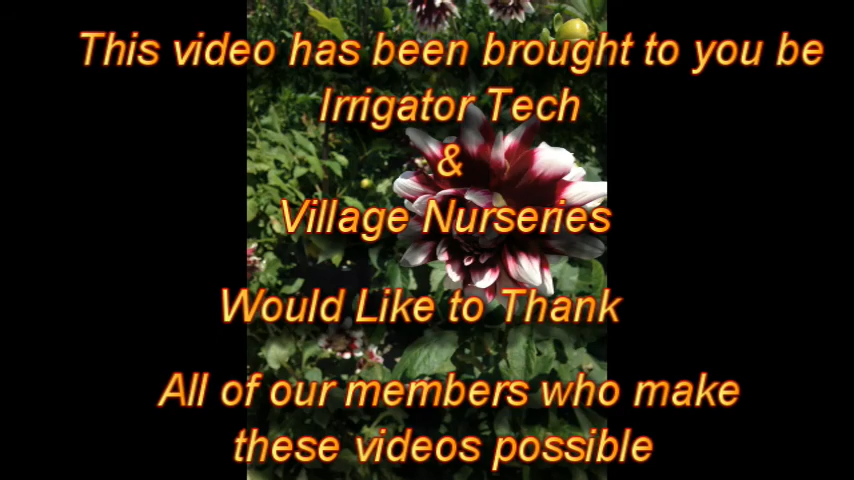 This video has been brought to you be
Irrigator Tech
&
Village Nurseries
Would Like to Thank
All of our members who make
these videos possible